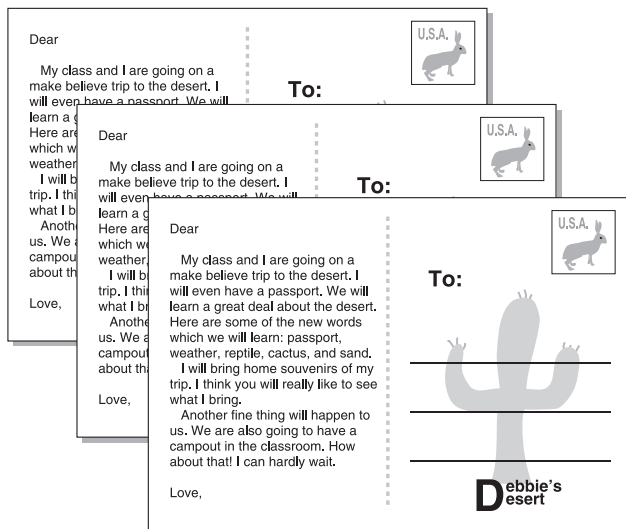 Dear
My class and I are going on a
make believe trip to the desert. I
will even have a passport. We will
learn a g
Here are
which w
weather
I will b
trip. I thi
what I b
Anothe
us. We a
campou
about th
Love,
U.S.A.
To:
Dear
My class and I are going on a
make believe trip to the desert. I
will even have a passport. We will
learn a g
Here are
which we
weather,
I will br
trip. I thin
what I br
Anothe
us. We a
campout
about tha
Love,
U.S.A.
To:
Dear
My class and I are going on a
make believe trip to the desert. I
will even have a passport. We will
learn a great deal about the desert.
Here are some of the new words
which we will learn: passport,
weather, reptile, cactus, and sand.
I will bring home souvenirs of my
trip. I think you will really like to see
what I bring.
Another fine thing will happen to
us. We are also going to have a
campout in the classroom. How
about that! I can hardly wait.
Love,
U.S.A.
To:
Debbie's
Desert